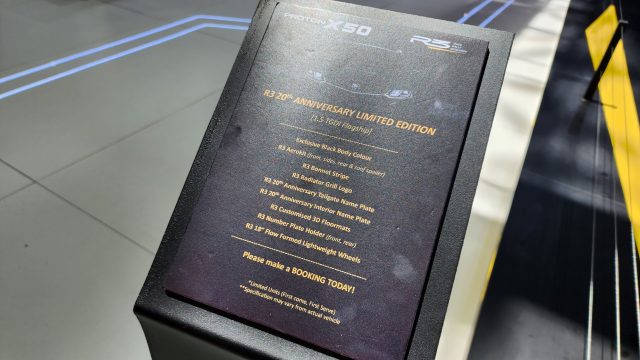 PROTON X50
R3
R3 20th ANNIVERSARY LIMITED EDITION
(1.5 TGDi Flagship)
Exclusive Black Body Colour
R3 Aerokit (front, sides, rear & roof spoiler)
R3 Bonnet Stripe
R3 Radiator Grill Logo
R3 20th Anniversary Tailgate Name Plate
R3 20th Anniversary Interior Name Plate
R3 Customised 3D Floormats
R3 Number Plate Holder (front, rear)
R3 18" Flow Formed Lightweight Wheels
Please make a BOOKING TODAY!
*Limited Units (First come, First Serve)
**Specification may vary from actual vehicle